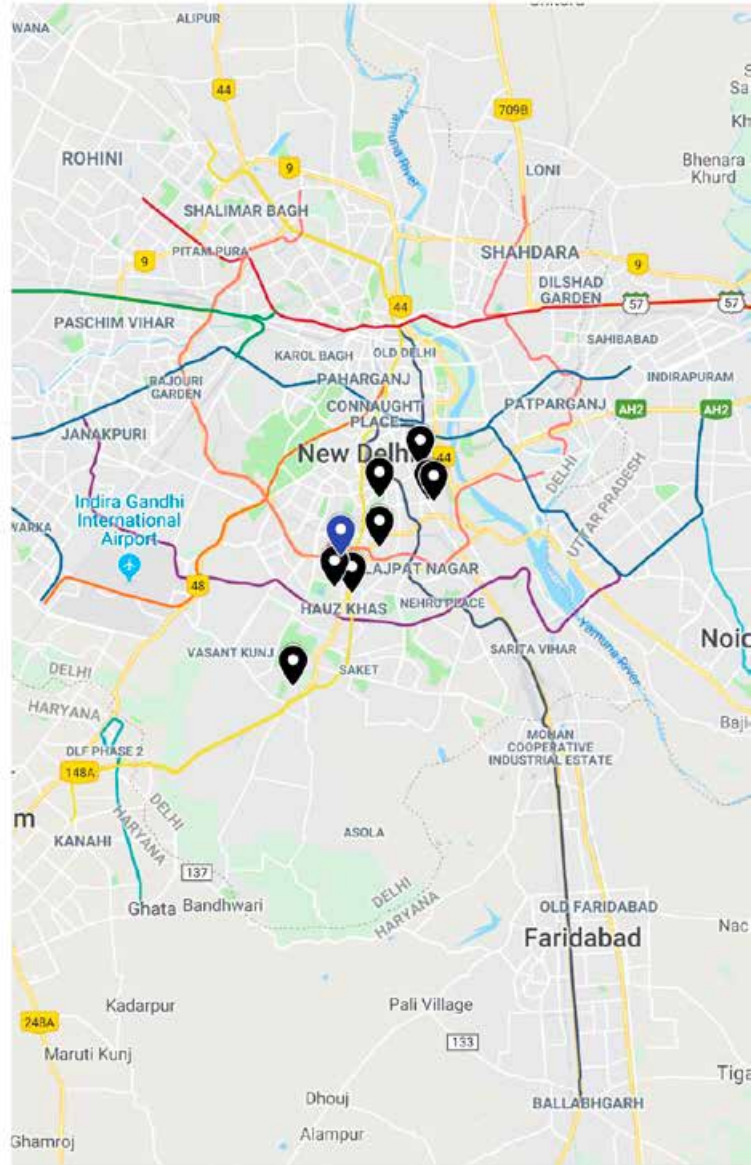 WANA
ALIPUR
44
709B
Yamuna River
ROHINI
9
LONI
Bhenara
Khurd
SHALIMAR BAGH
PITAM PURA
9
SHAHDARA
9
DILSHAD
GARDEN
44
57
57
PASCHIM VIHAR
SAHIBABAD
KAROL BAGH
OLD DELHI
RAJOURI
GARDEN
PAHARGANJ
INDIRAPURAM
CONNAUGHT
PLACE
PATPARGANJ
AH2
AH2
JANAKPURI
New Delhi
44
DELHI
UTTAR PRADESH
Indira Gandhi
International
Airport
WARKA
48
LAJPAT NAGAR
HAUZ KHAS
NEHRU PLACE
Noid
VASANT KUNJ
SAKET
SARITA VIHAR
Yamuna River
DELHI
HARYANA
Bajid
DLF PHASE 2
MOHAN
COOPERATIVE
INDUSTRIAL ESTATE
148A
DELHI
HARYANA
m
KANAHI
ASOLA
137
DELHI
HARYANA
Ghata
Bandhwari
OLD FARIDABAD
Nac
Faridabad
Kadarpur
Pali Village
248A
133
Maruti Kunj
Tiga
Dhouj
BALLABHGARH
Alampur
Ghamroj